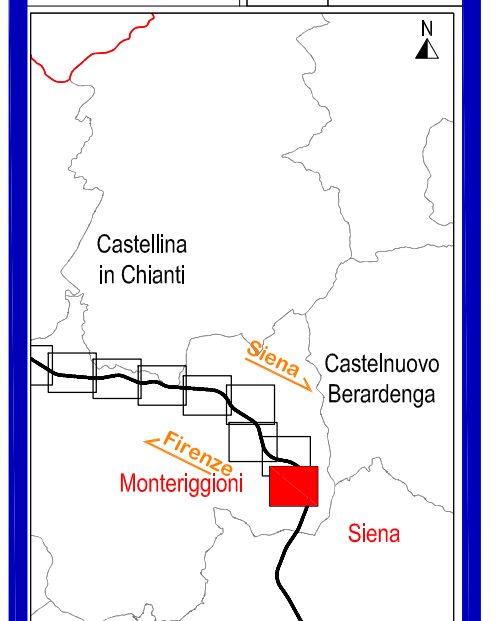 N
Castellina
in Chianti
Siena
Castelnuovo
Berardenga
Firenze
Monteriggioni
Siena